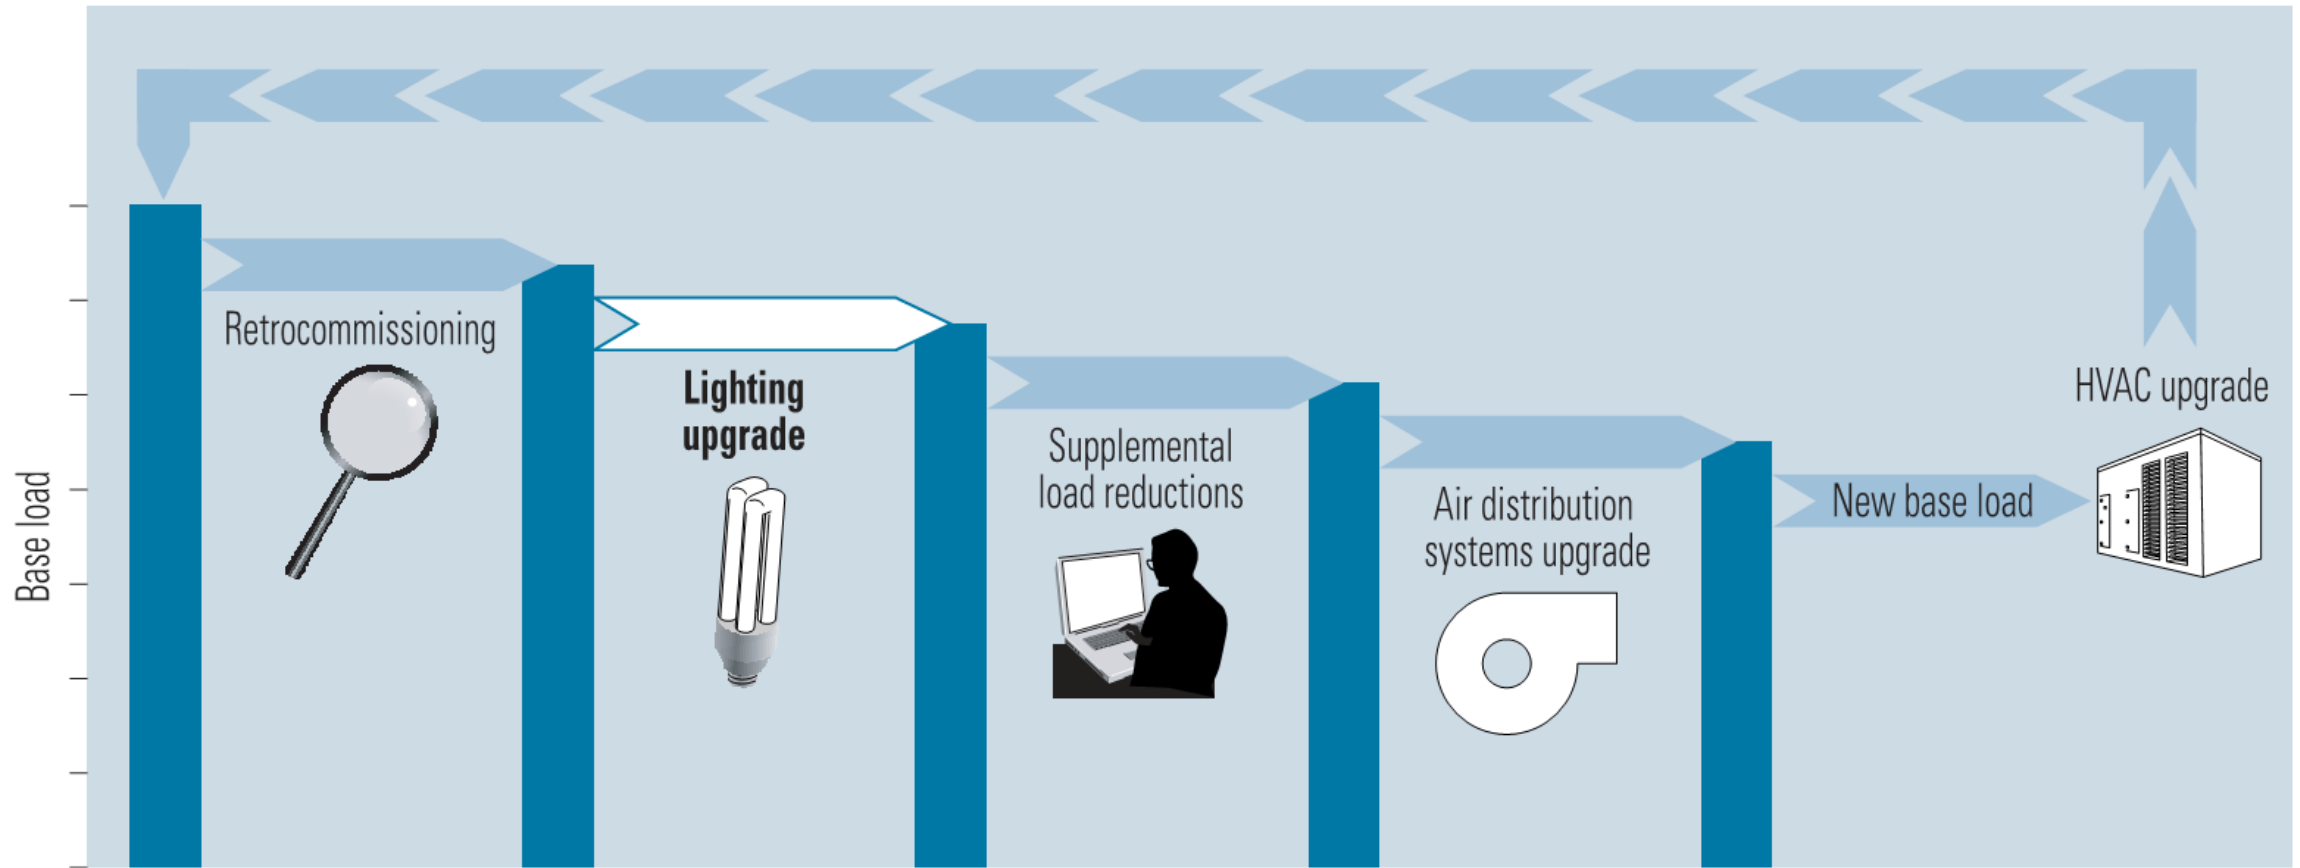 Base load
Retrocommissioning
Lighting
upgrade
Supplemental
load reductions
Air distribution
systems upgrade
New base load
HVAC upgrade